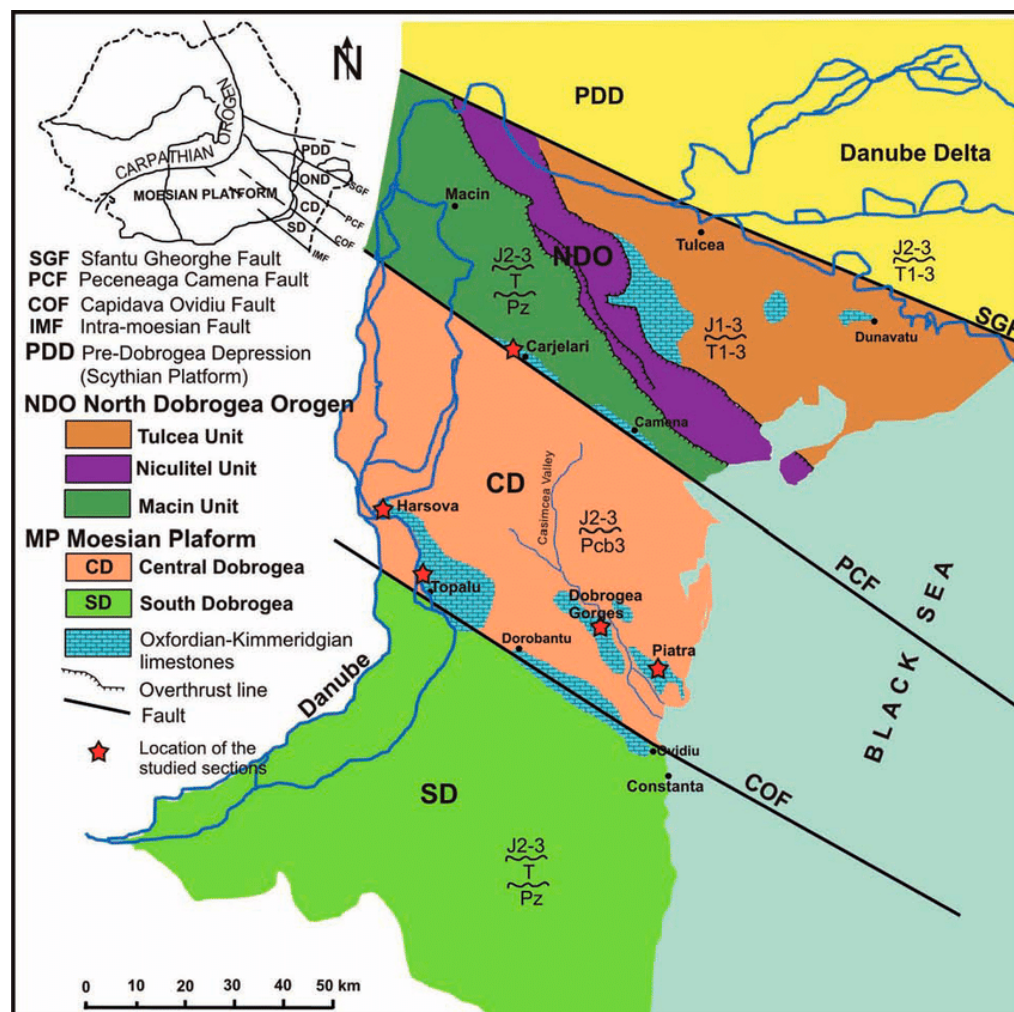 N
CARPATHIAN OROGEN
MOESIAN PLATFORM
PDD
OND
CD
SD
SGF
PCF
COF
IMF
SGF Sfantu Gheorghe Fault
PCF Peceneaga Camena Fault
COF Capidava Ovidiu Fault
IMF Intra-moesian Fault
PDD Pre-Dobrogea Depression
(Scythian Platform)
NDO North Dobrogea Orogen
Tulcea Unit
Niculitel Unit
Macin Unit
MP Moesian Plaform
CD Central Dobrogea
SD South Dobrogea
Oxfordian-Kimmeridgian
limestones
Overthrust line
Fault
Location of the
studied sections
0 10 20 30 40 50 km
PDD
Danube Delta
Macin
Tulcea
J2-3
T1-3
NDO
J2-3
T
Pz
J1-3
T1-3
Dunavatu
SGF
Carjelari
Camena
CD
Casimcea Valley
Harsova
J2-3
Pcb3
PCF
Topalu
Dobrogea
Gorges
Dorobantu
Piatra
Danube
BLACK SEA
Ovidiu
Constanta
COF
SD
J2-3
T
Pz